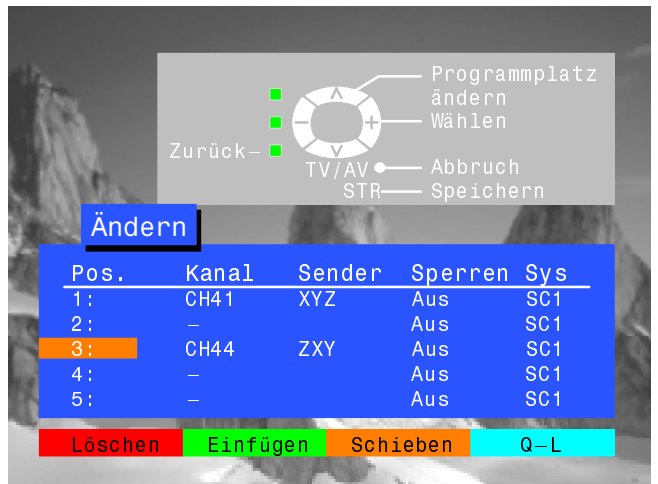 Programmplatz
ändern
Wählen
Zurück–
TV/AV Abbruch
STR Speichern
Ändern
Pos. Kanal Sender Sperren Sys
1: CH41 XYZ Aus SC1
2: – Aus SC1
3: CH44 ZXY Aus SC1
4: – Aus SC1
5: – Aus SC1
Löschen Einfügen Schieben Q–L